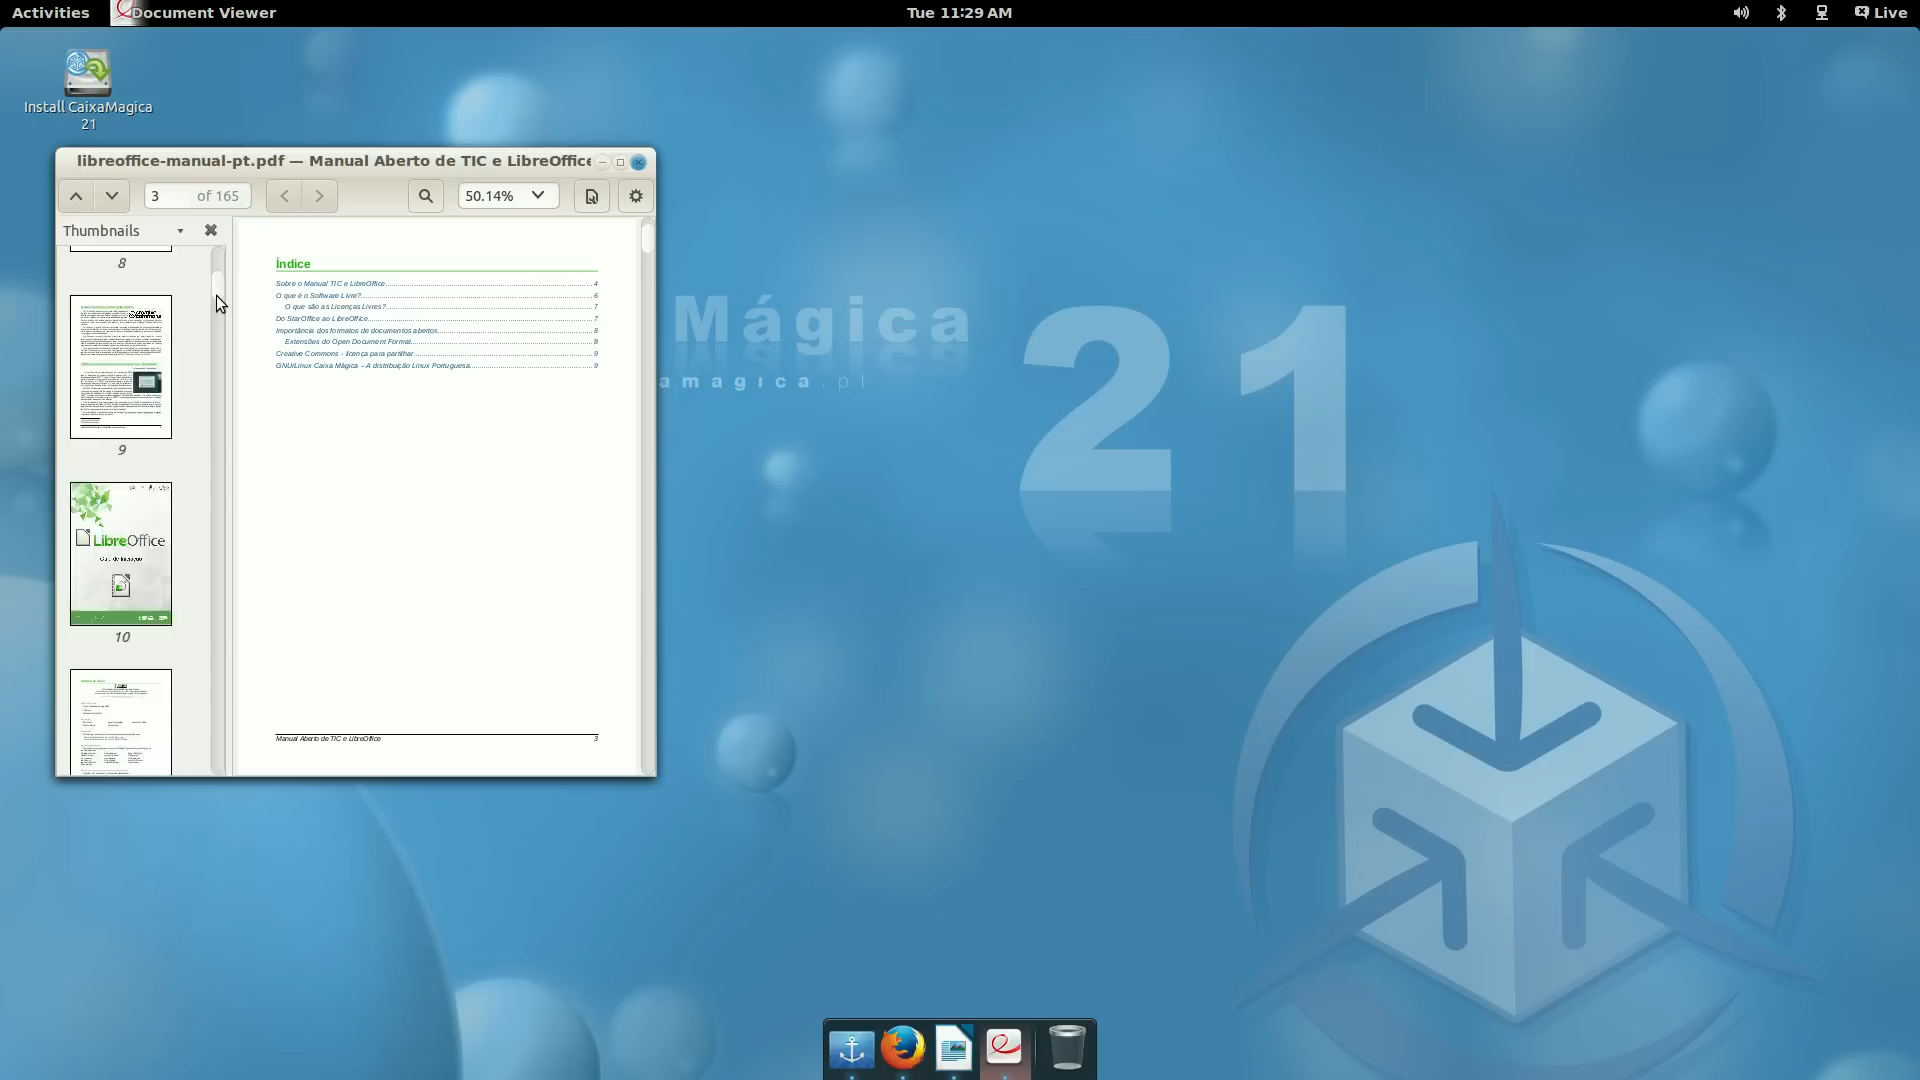 Activities
Document Viewer
Tue 11:29 AM
Live
Install CaixaMagica
21
libreoffice-manual-pt.pdf — Manual Aberto de TIC e LibreOffice
3 of 165
50.14%
Thumbnails
8
9
LibreOffice
10
Índice
Sobre o Manual TIC e LibreOffice 4
O que é o Software Livre? 6
O que são as Licenças Livres? 7
Do StarOffice ao LibreOffice 7
Importância dos formatos de documentos abertos 8
Extensões do Open Document Format 8
Creative Commons - licença para partilhar 9
GNU/Linux Caixa Mágica – A distribuição Linux Portuguesa 9
Manual Aberto de TIC e LibreOffice 3
Mágica 21
amagica.pt